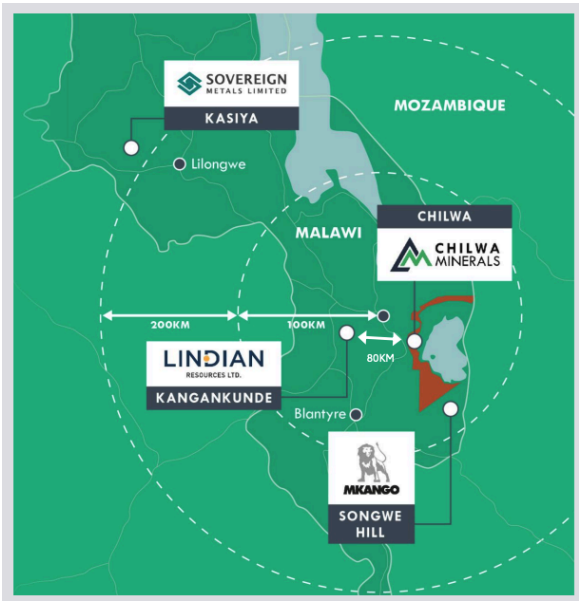 SOVEREIGN
METALS LIMITED
KASIYA
MOZAMBIQUE
Lilongwe
MALAWI
CHILWA
CHILWA
MINERALS
200KM
100KM
80KM
LINDIAN
RESOURCES LTD.
KANGANKUNDE
Blantyre
MKANGO
SONGWE
HILL